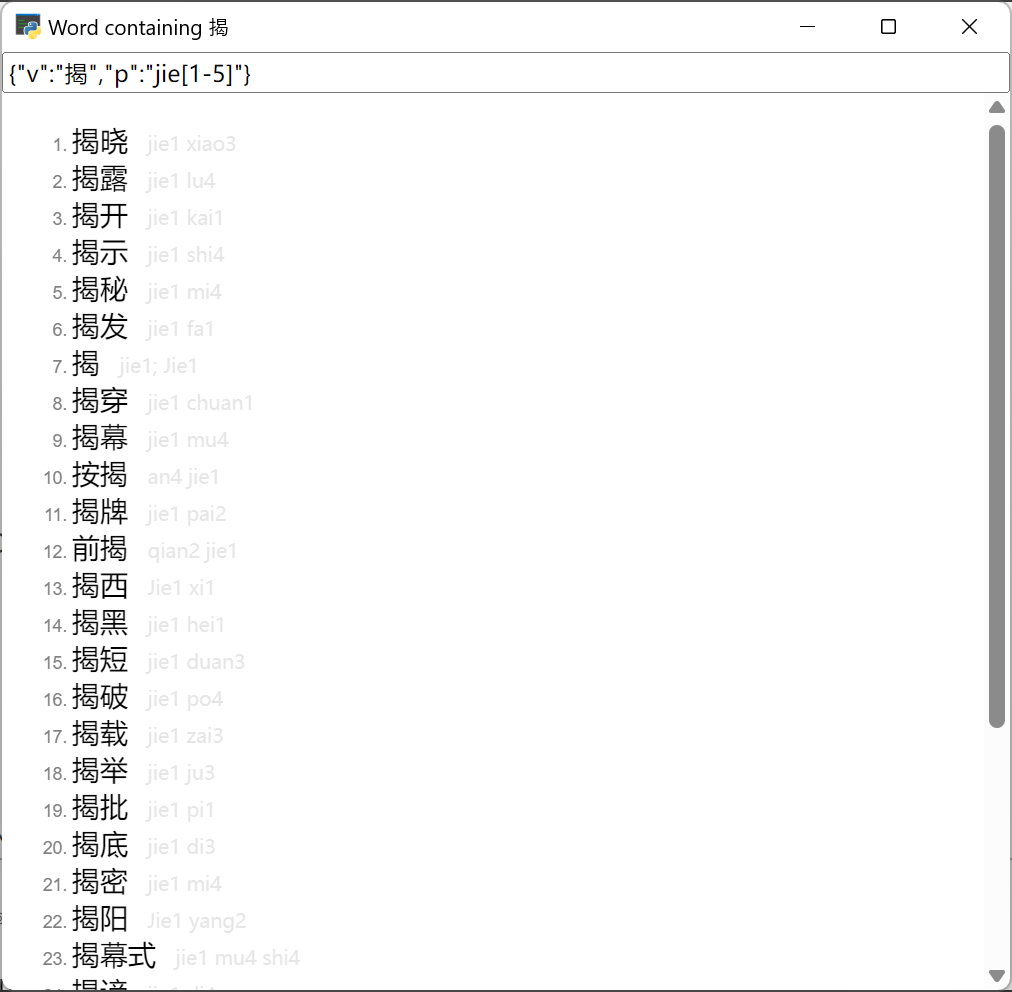 Word containing 揭
{"v":"揭","p":"jie[1-5]"}
1. 揭晓 jie1 xiao3
2. 揭露 jie1 lu4
3. 揭开 jie1 kai1
4. 揭示 jie1 shi4
5. 揭秘 jie1 mi4
6. 揭发 jie1 fa1
7. 揭 jie1; Jie1
8. 揭穿 jie1 chuan1
9. 揭幕 jie1 mu4
10. 按揭 an4 jie1
11. 揭牌 jie1 pai2
12. 前揭 qian2 jie1
13. 揭西 Jie1 xi1
14. 揭黑 jie1 hei1
15. 揭短 jie1 duan3
16. 揭破 jie1 po4
17. 揭载 jie1 zai3
18. 揭举 jie1 ju3
19. 揭批 jie1 pi1
20. 揭底 jie1 di3
21. 揭密 jie1 mi4
22. 揭阳 Jie1 yang2
23. 揭幕式 jie1 mu4 shi4